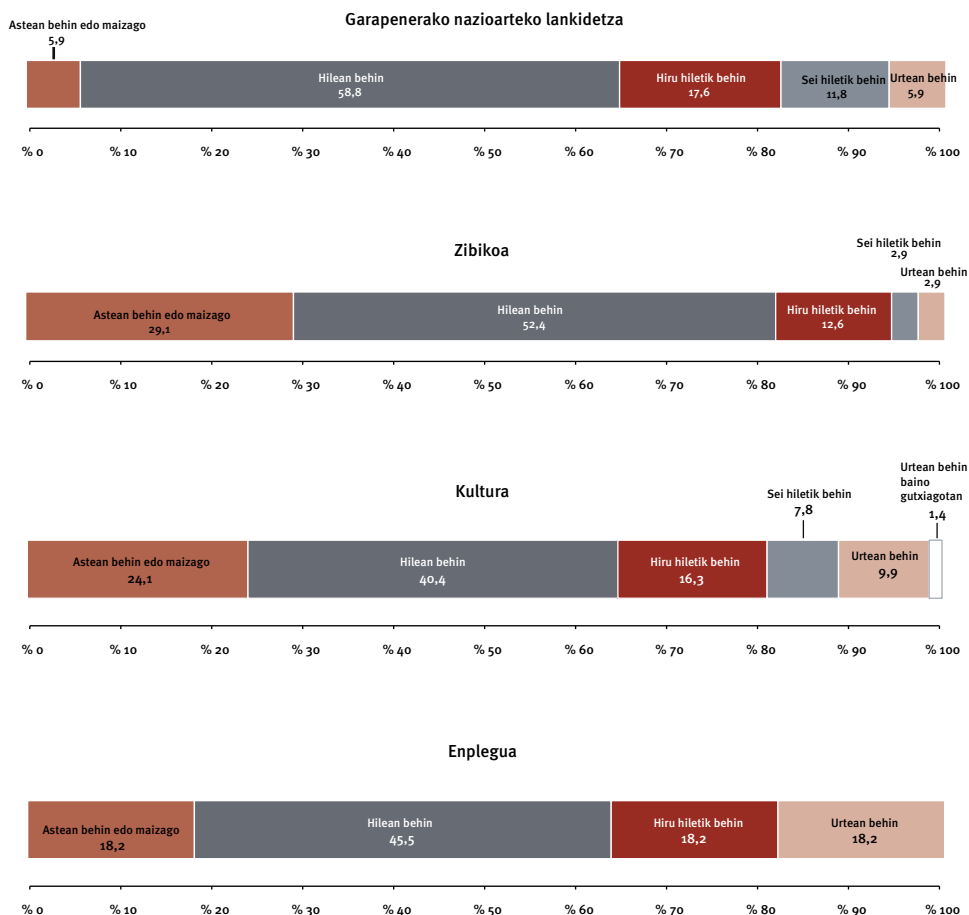 Garapenerako nazioarteko lankidetza
Astean behin edo maizago
5,9
Hilean behin
58,8
Hiru hiletik behin
17,6
Sei hiletik behin
11,8
Urtean behin
5,9
% 0 % 10 % 20 % 30 % 40 % 50 % 60 % 70 % 80 % 90 % 100
Zibikoa
Astean behin edo maizago
29,1
Hilean behin
52,4
Hiru hiletik behin
12,6
Sei hiletik behin
2,9
Urtean behin
2,9
% 0 % 10 % 20 % 30 % 40 % 50 % 60 % 70 % 80 % 90 % 100
Kultura
Astean behin edo maizago
24,1
Hilean behin
40,4
Hiru hiletik behin
16,3
Sei hiletik behin
7,8
Urtean behin
9,9
Urtean behin
baino
gutxiagotan
1,4
% 0 % 10 % 20 % 30 % 40 % 50 % 60 % 70 % 80 % 90 % 100
Enplegua
Astean behin edo maizago
18,2
Hilean behin
45,5
Hiru hiletik behin
18,2
Urtean behin
18,2
% 0 % 10 % 20 % 30 % 40 % 50 % 60 % 70 % 80 % 90 % 100